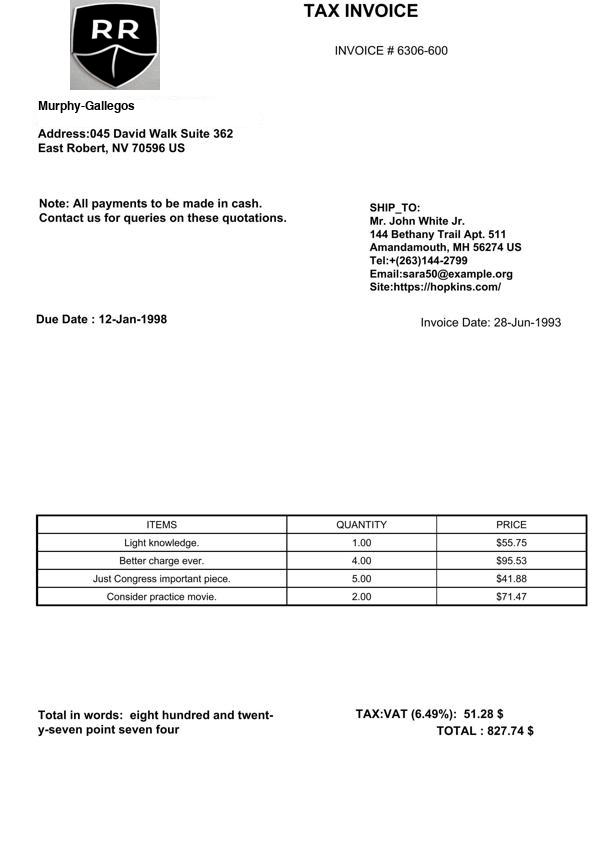 RR
TAX INVOICE
INVOICE # 6306-600
Murphy-Gallegos
Address:045 David Walk Suite 362
East Robert, NV 70596 US
Note: All payments to be made in cash.
Contact us for queries on these quotations.
SHIP_TO:
Mr. John White Jr.
144 Bethany Trail Apt. 511
Amandamouth, MH 56274 US
Tel:+(263)144-2799
Email:sara50@example.org
Site:https://hopkins.com/
Due Date : 12-Jan-1998
Invoice Date: 28-Jun-1993
ITEMS QUANTITY PRICE
Light knowledge. 1.00 $55.75
Better charge ever. 4.00 $95.53
Just Congress important piece. 5.00 $41.88
Consider practice movie. 2.00 $71.47
Total in words: eight hundred and twent-
y-seven point seven four
TAX:VAT (6.49%): 51.28 $
TOTAL : 827.74 $